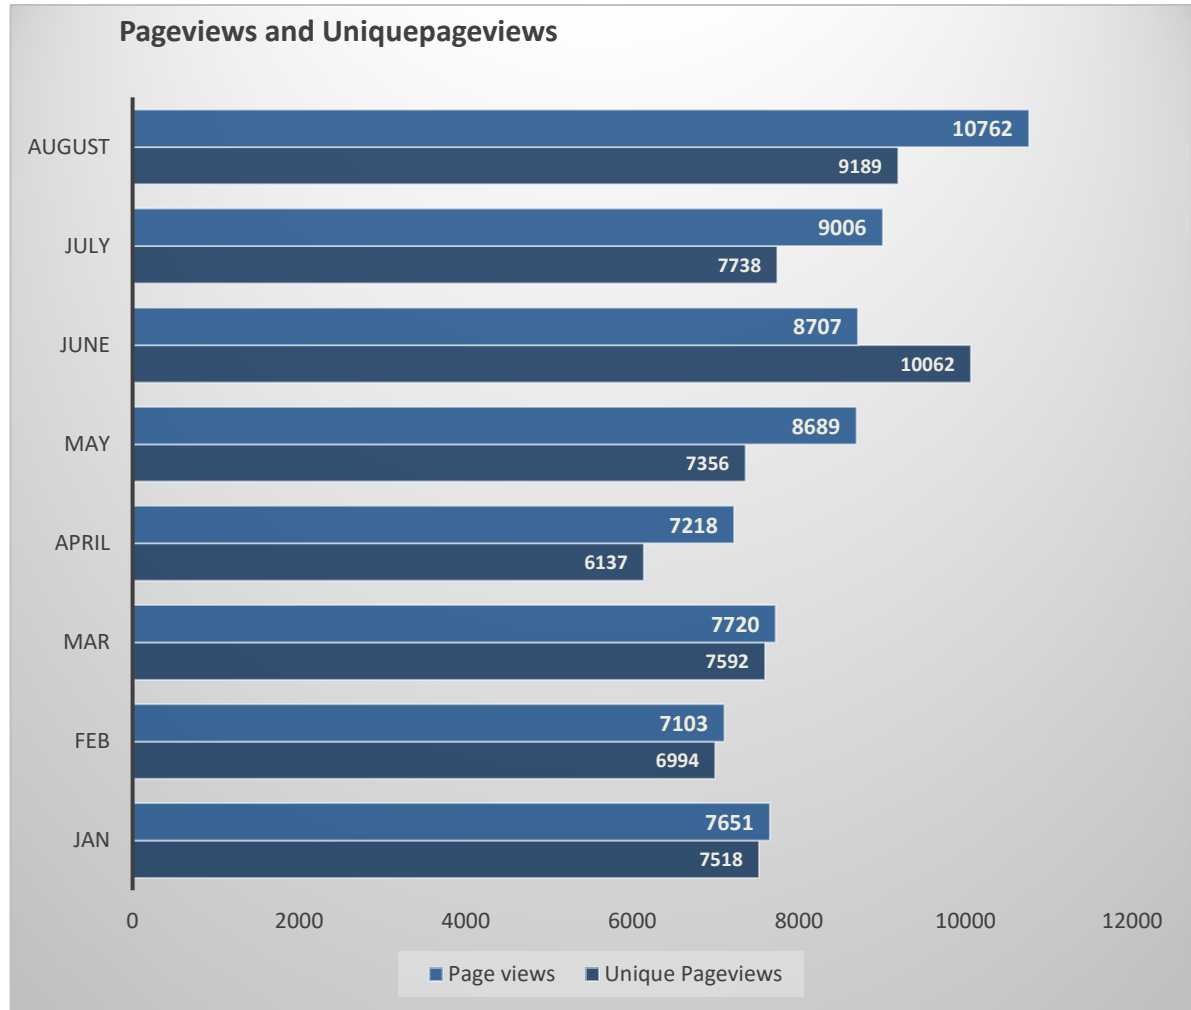 Pageviews and Uniquepageviews
AUGUST
10762
9189
JULY
9006
7738
JUNE
8707
10062
MAY
8689
7356
APRIL
7218
6137
MAR
7720
7592
FEB
7103
6994
JAN
7651
7518
0 2000 4000 6000 8000 10000 12000
Page views Unique Pageviews